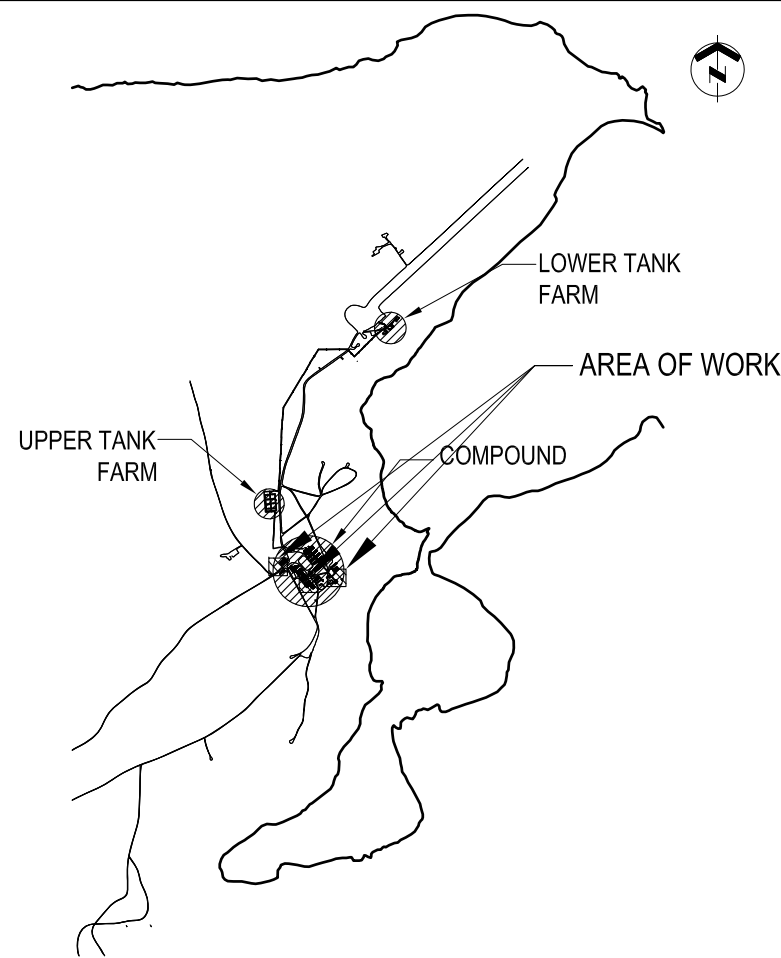 N
LOWER TANK
FARM
AREA OF WORK
UPPER TANK
FARM
COMPOUND